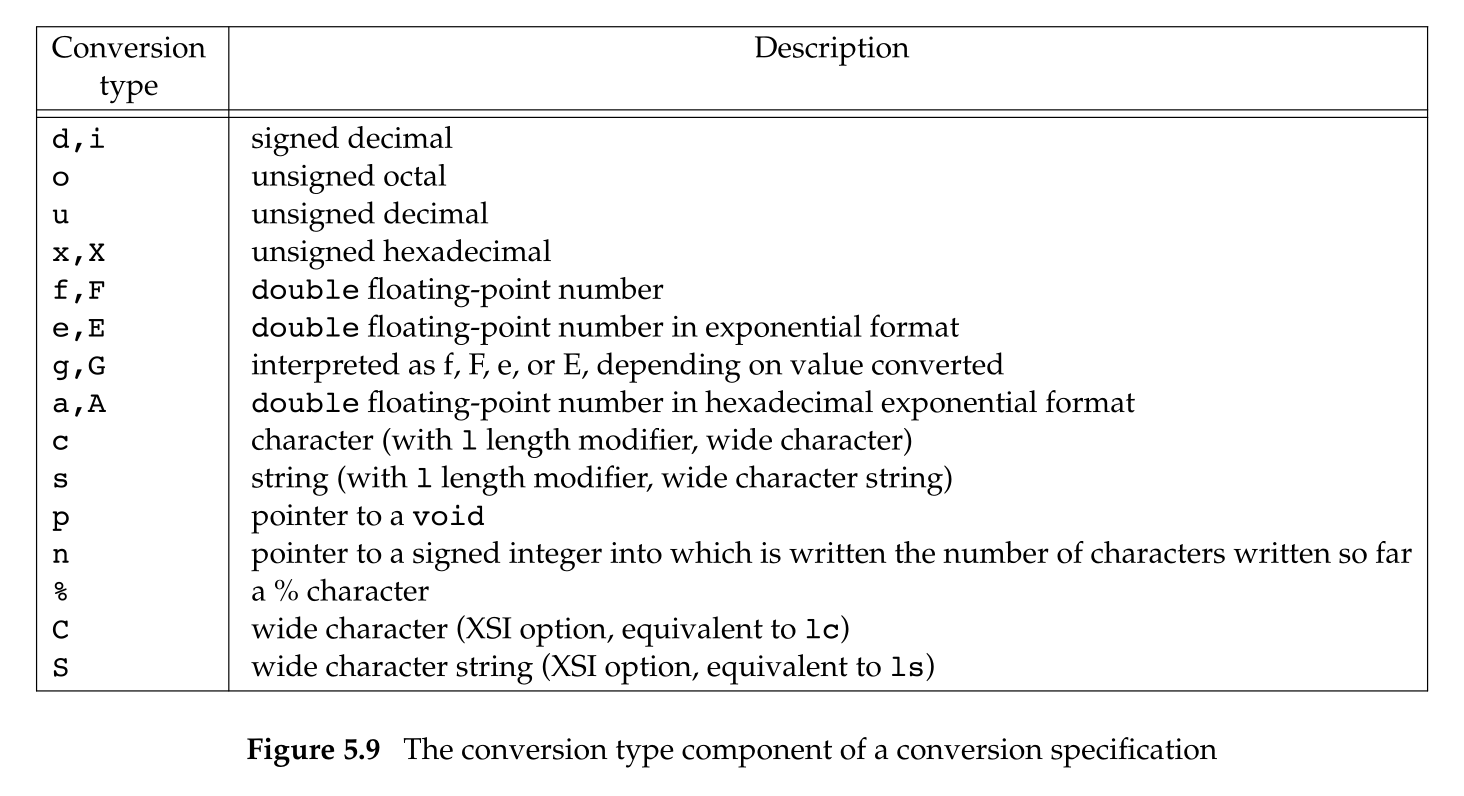 Conversion type Description
d,i signed decimal
o unsigned octal
u unsigned decimal
x,X unsigned hexadecimal
f,F double floating-point number
e,E double floating-point number in exponential format
g,G interpreted as f, F, e, or E, depending on value converted
a,A double floating-point number in hexadecimal exponential format
c character (with l length modifier, wide character)
s string (with l length modifier, wide character string)
p pointer to a void
n pointer to a signed integer into which is written the number of characters written so far
% a % character
C wide character (XSI option, equivalent to lc)
S wide character string (XSI option, equivalent to ls)
Figure 5.9 The conversion type component of a conversion specification